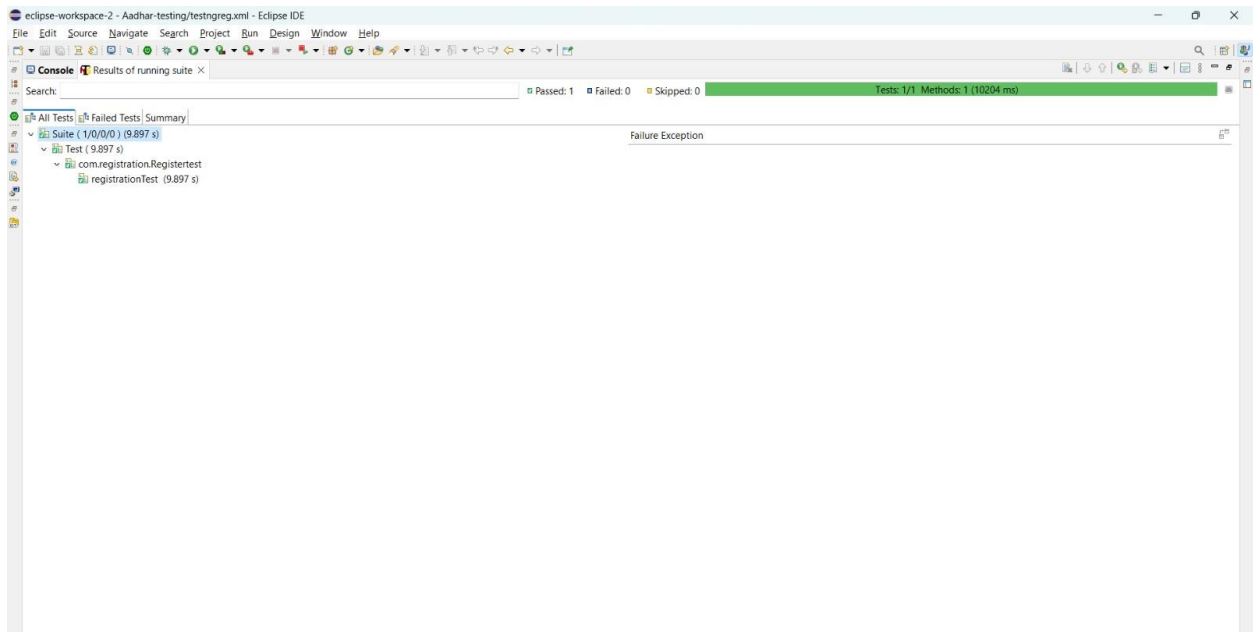 eclipse-workspace-2 - Aadhar-testing/testngreg.xml - Eclipse IDE
File Edit Source Navigate Search Project Run Design Window Help
Console Results of running suite
Search: Passed: 1 Failed: 0 Skipped: 0 Tests: 1/1 Methods: 1 (10204 ms)
All Tests Failed Tests Summary
Suite ( 1/0/0/0 ) (9.897 s) Failure Exception
Test ( 9.897 s)
com.registration.Registertest
registrationTest (9.897 s)